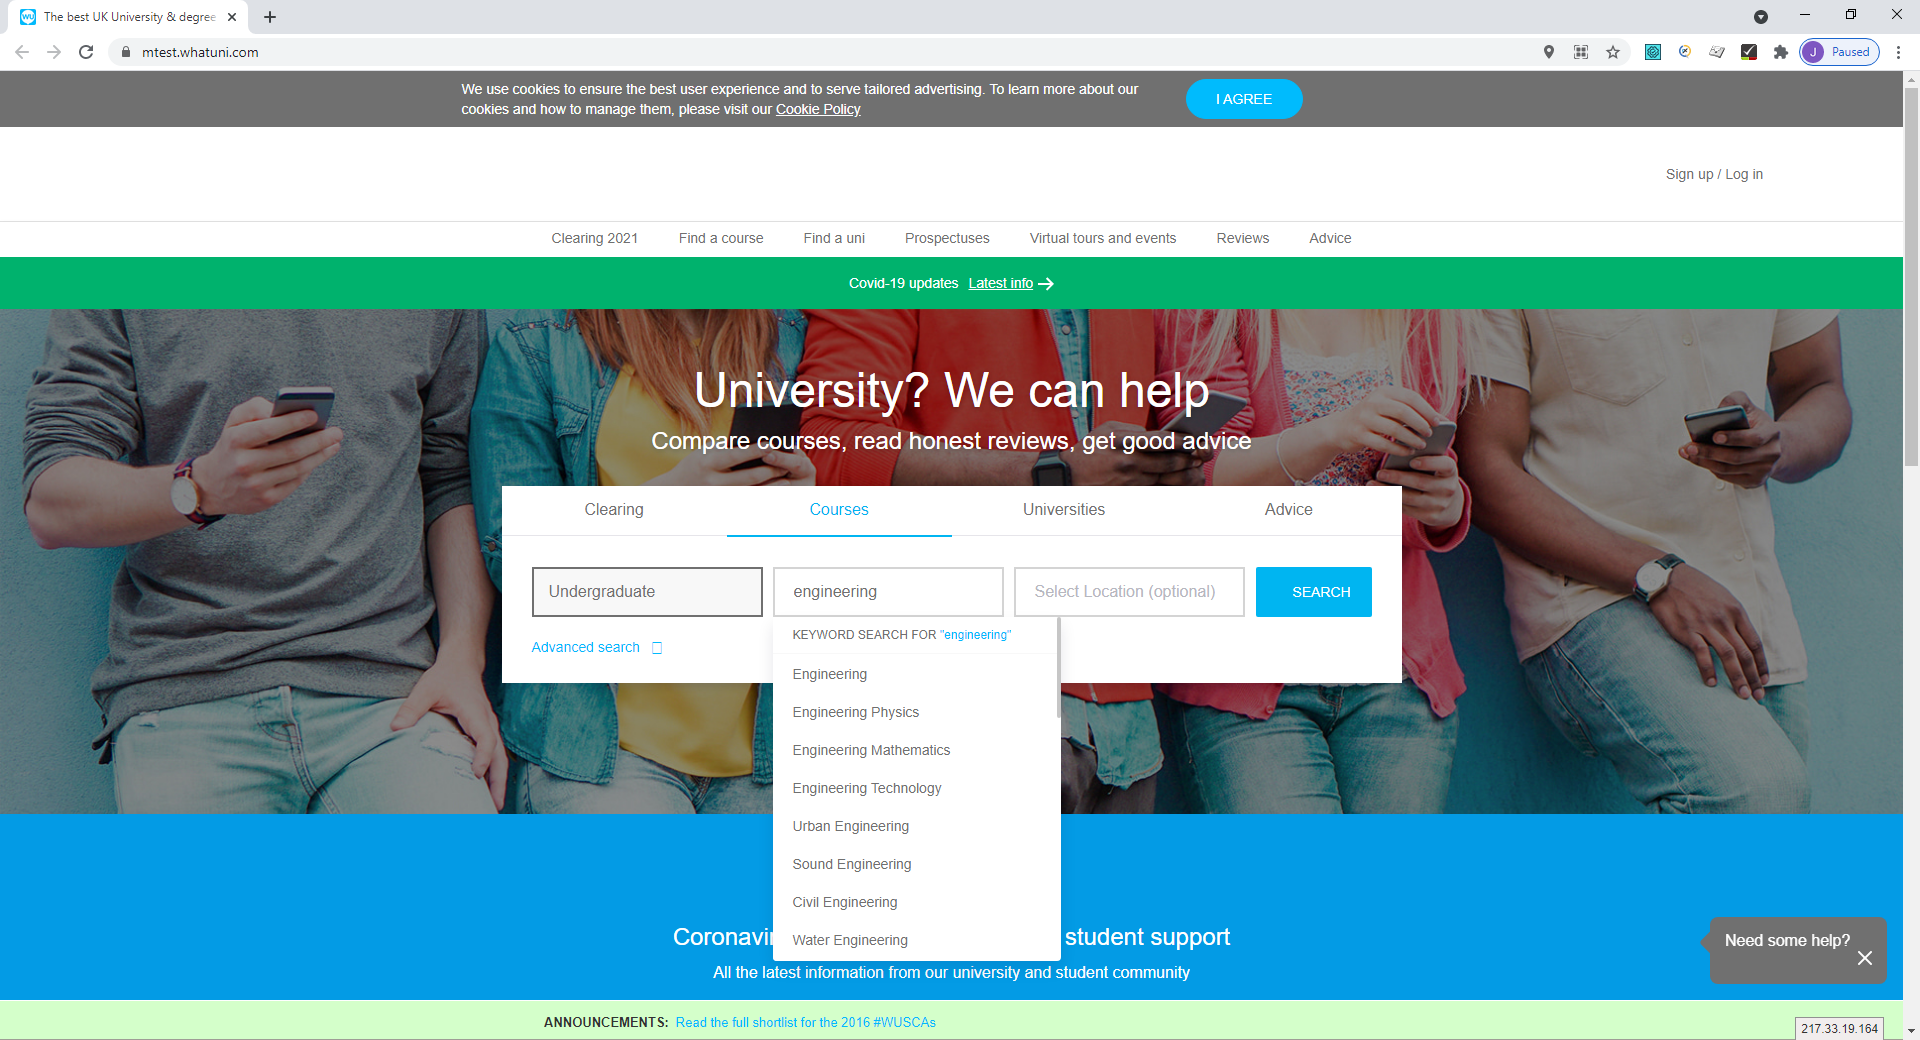 The best UK University & degree
mtest.whatuni.com
J Paused
We use cookies to ensure the best user experience and to serve tailored advertising. To learn more about our
cookies and how to manage them, please visit our Cookie Policy
I AGREE
Sign up / Log in
Clearing 2021 Find a course Find a uni Prospectuses Virtual tours and events Reviews Advice
Covid-19 updates Latest info
University? We can help
Compare courses, read honest reviews, get good advice
Clearing Courses Universities Advice
Undergraduate engineering Select Location (optional) SEARCH
KEYWORD SEARCH FOR "engineering"
Advanced search
Engineering
Engineering Physics
Engineering Mathematics
Engineering Technology
Urban Engineering
Sound Engineering
Civil Engineering
Water Engineering
Coronavi student support
All the latest information from our university and student community
Need some help?
ANNOUNCEMENTS: Read the full shortlist for the 2016 #WUSCAs
217.33.19.164